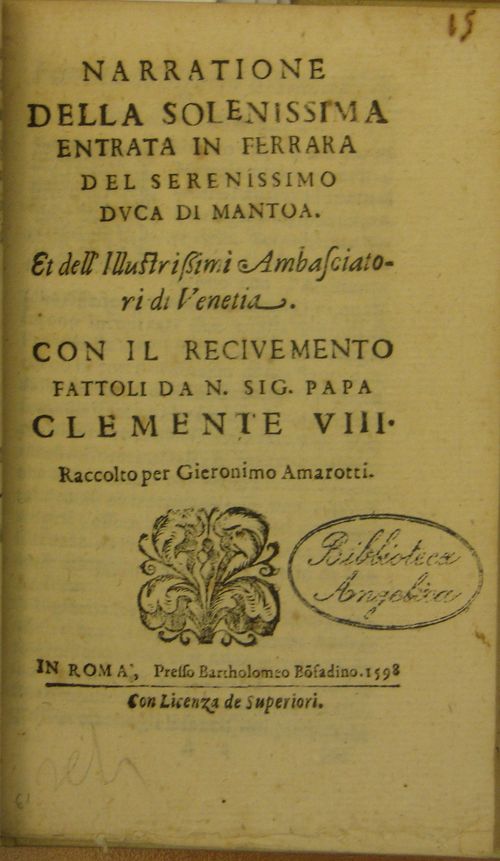 15
NARRATIONE
DELLA SOLENISSIMA
ENTRATA IN FERRARA
DEL SERENISSIMO
DVCA DI MANTOA.
Et dell' Illustrißimi Ambasciato-
ri di Venetia.
CON IL RECIVEMENTO
FATTOLI DA N. SIG. PAPA
CLEMENTE VIII.
Raccolto per Gieronimo Amarotti.
Biblioteca
Angelica
IN ROMA, Presso Bartholomeo Bõfadino. 1598
Con Licenza de Superiori.